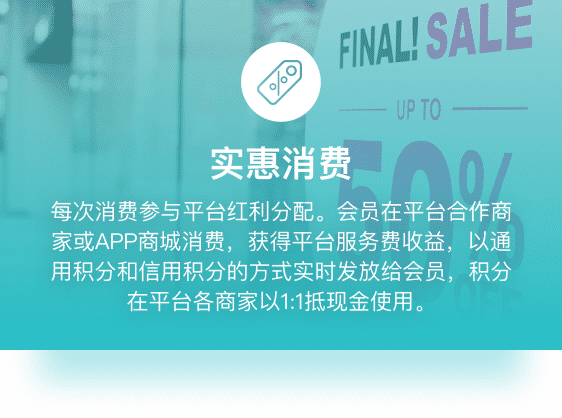 FINAL! SALE
UP TO
50%
OFF
实惠消费
每次消费参与平台红利分配。会员在平台合作商
家或APP商城消费，获得平台服务费收益，以通
用积分和信用积分的方式实时发放给会员，积分
在平台各商家以1:1抵现金使用。